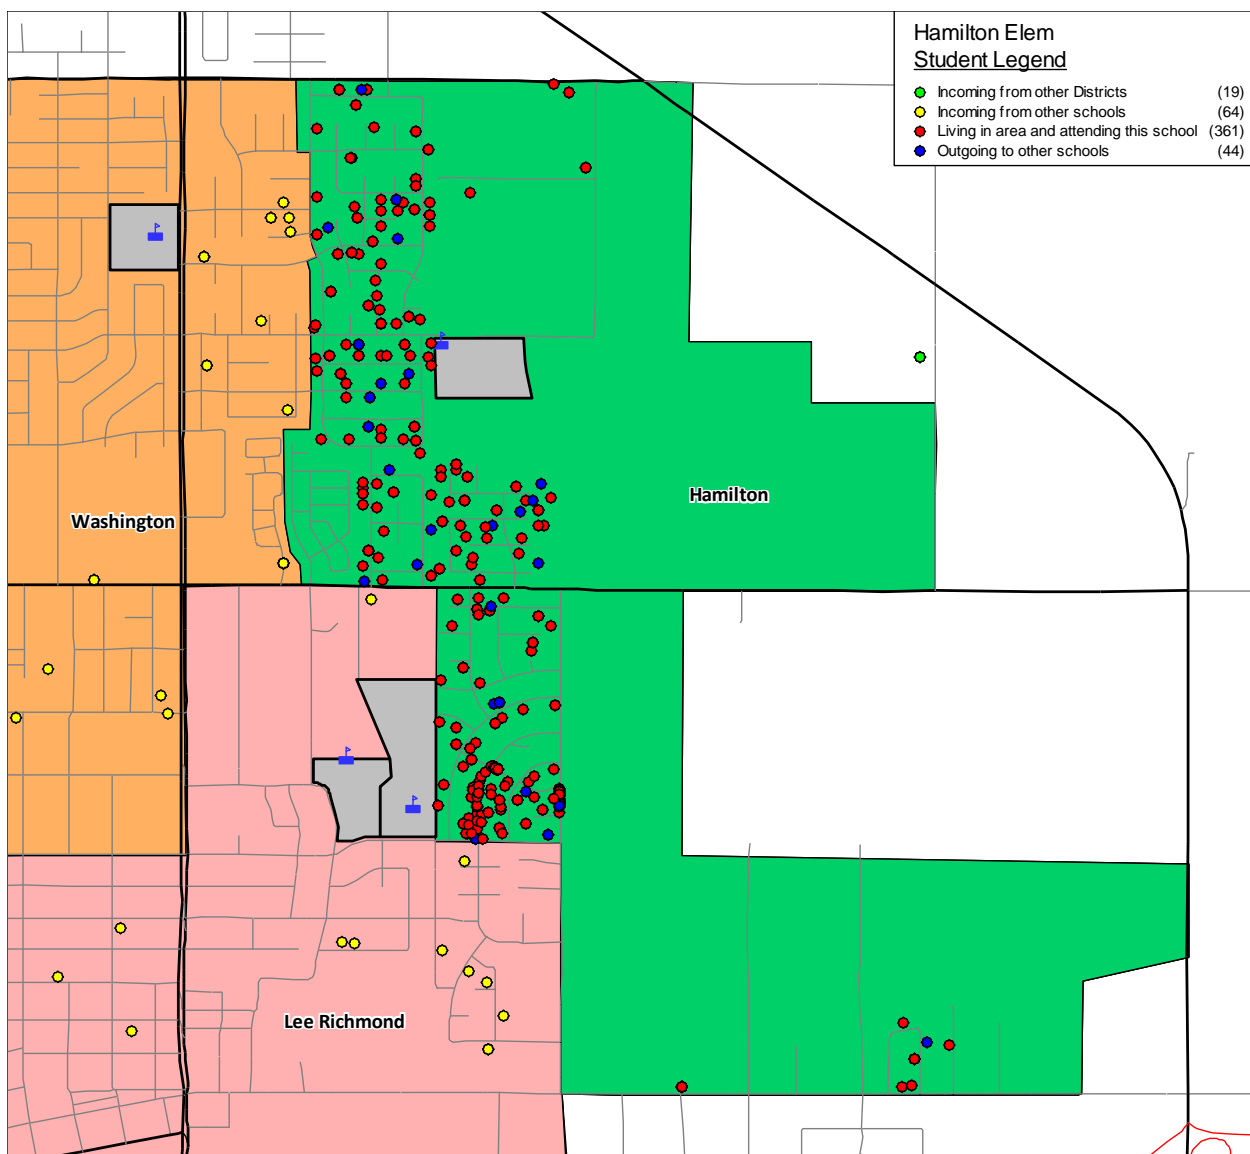 Hamilton Elem
Student Legend
Incoming from other Districts (19)
Incoming from other schools (64)
Living in area and attending this school (361)
Outgoing to other schools (44)
Hamilton
Washington
Lee Richmond